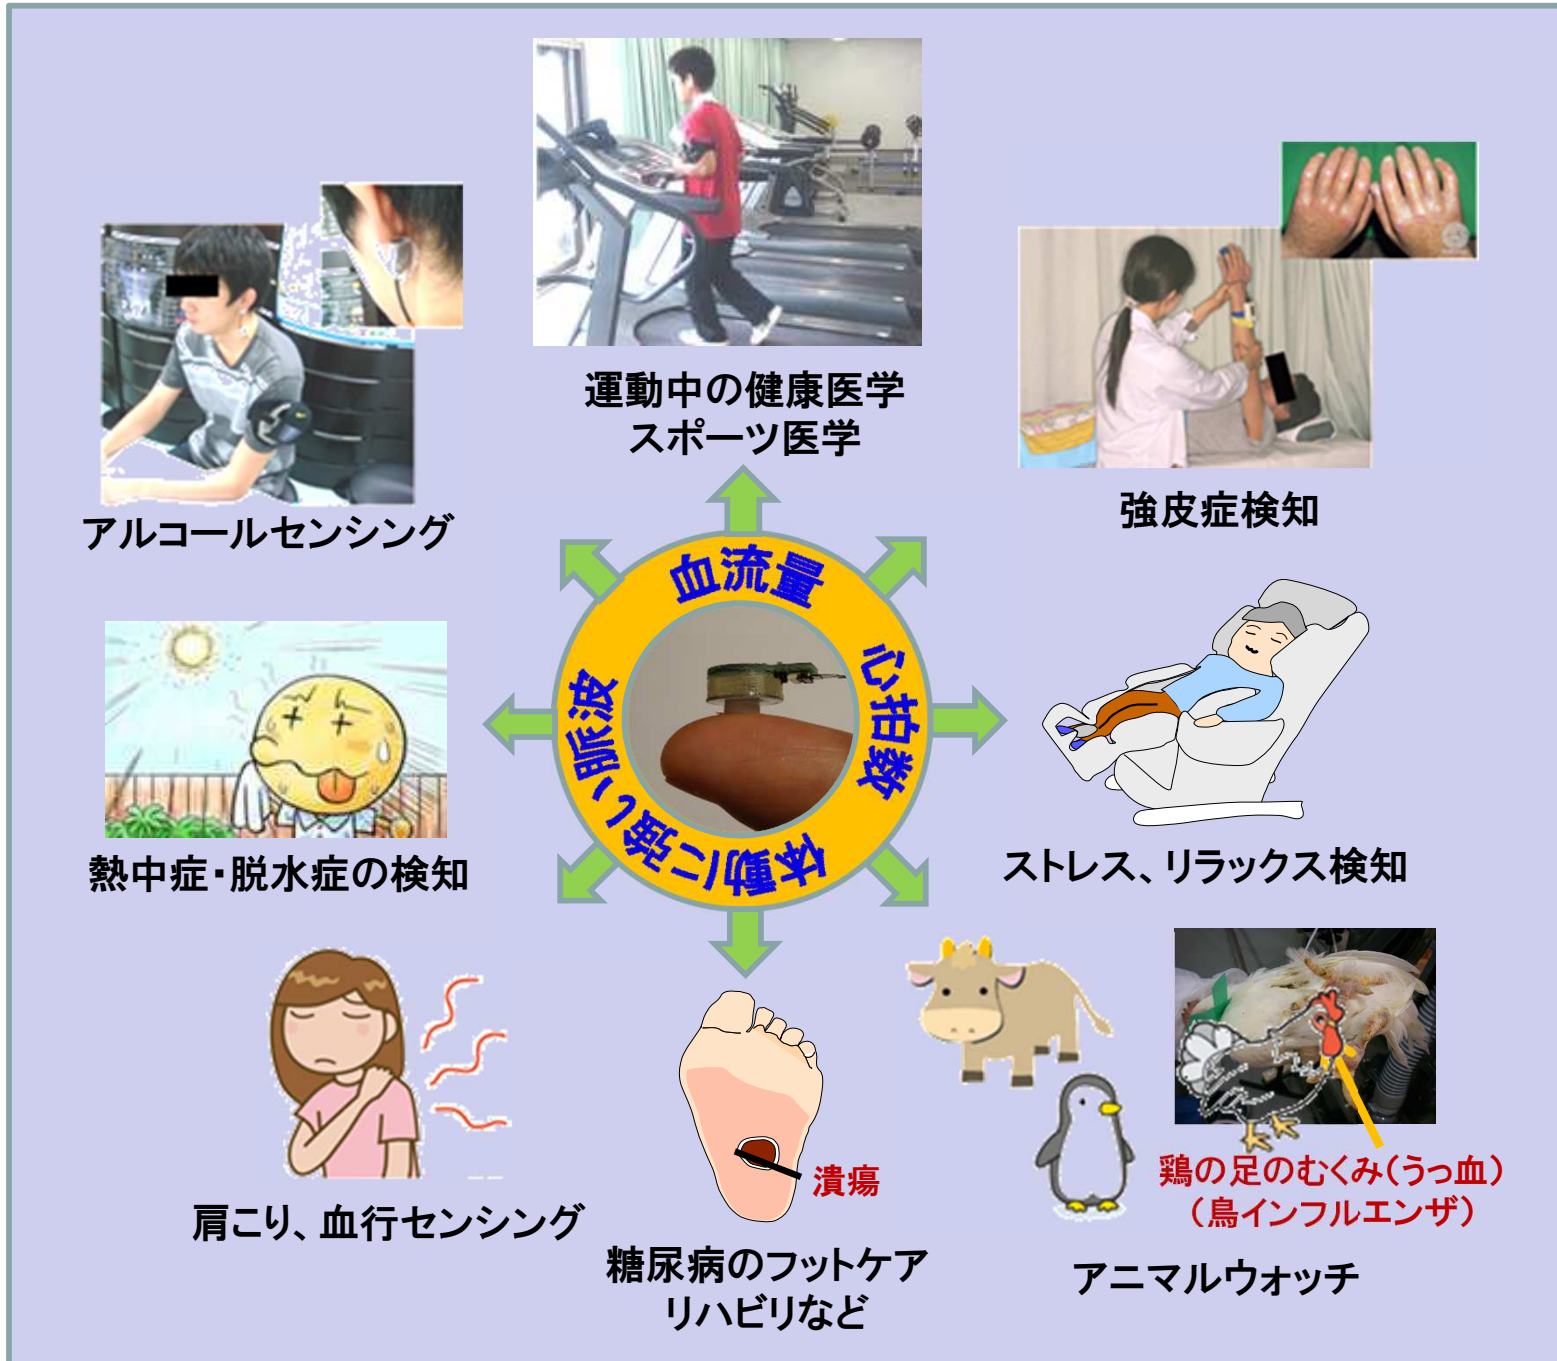 運動中の健康医学
スポーツ医学
アルコールセンシング
強皮症検知
血流量
心拍数
体動に強い脈波
熱中症・脱水症の検知
ストレス、リラックス検知
肩こり、血行センシング
潰瘍
糖尿病のフットケア
リハビリなど
鶏の足のむくみ(うっ血)
(鳥インフルエンザ)
アニマルウォッチ